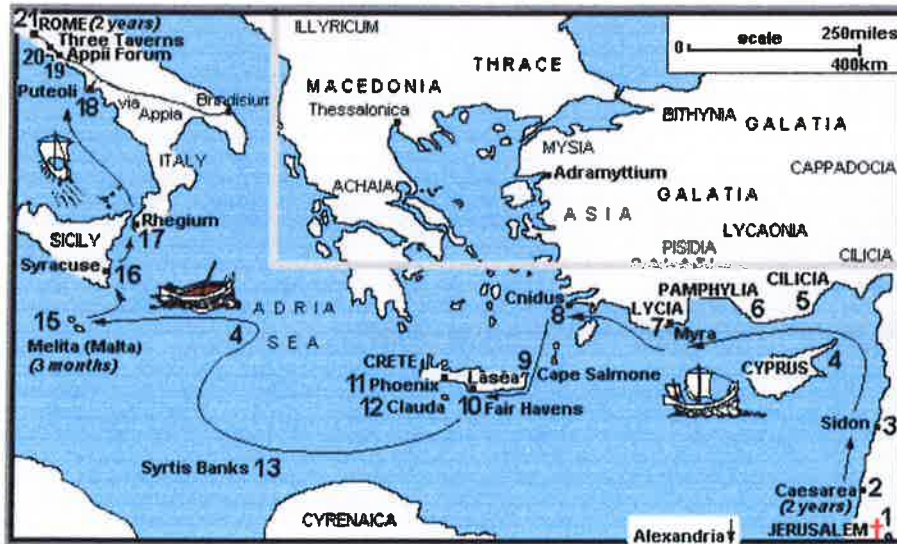 21 ROME (2 years)
Three Taverns
20 Appii Forum
19
Puteoli 18
via
Appia
Brindisium
ITALY
Rhegium
17
SICILY
Syracuse 16
15
Melita (Malta)
(3 months)
4
ADRIA
SEA
Syrtis Banks 13
ILLYRICUM
MACEDONIA
THRACE
Thessalonica
ACHAIA
scale
0 250miles
400km
BITHYNIA
GALATIA
MYSIA
Adramyttium
CAPPADOCIA
GALATIA
ASIA
LYCAONIA
PISIDIA
CILICIA
Cnidus
8
LYCIA
7
Myra
PAMPHYLIA
6
CILICIA
5
CYPRUS 4
CRETE
9
Lasea
Cape Salmone
11 Phoenix
12 Clauda
10 Fair Havens
CYRENAICA
Sidon 3
Caesarea 2
(2 years)
1
Alexandria
JERUSALEM